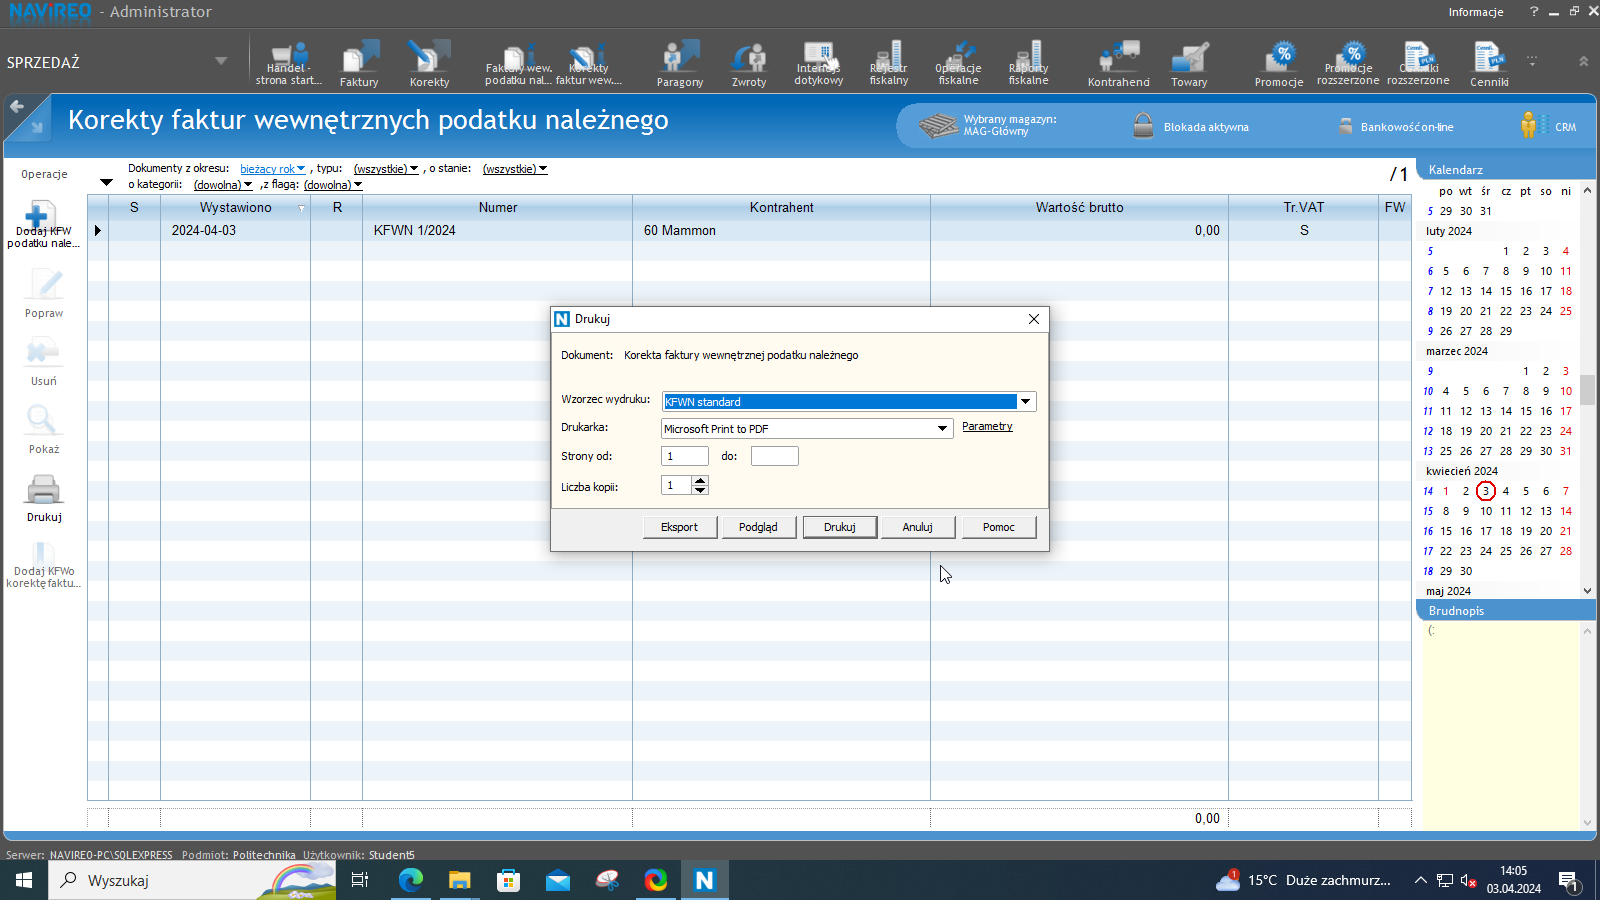 NAVIREO - Administrator
Informacje
?
SPRZEDAŻ
Handel - strona start...
Faktury
Korekty
Faktury wew. podatku nal...
Korekty faktur wew....
Paragony
Zwroty
Interfejs dotykowy
Rejestr fiskalny
Operacje fiskalne
Raporty fiskalne
Kontrahenci
Towary
Promocje
Promocje rozszerzone
Cenniki rozszerzone
Cenniki
Korekty faktur wewnętrznych podatku należnego
Wybrany magazyn:
MAG-Główny
Blokada aktywna
Bankowość on-line
CRM
Operacje
Dokumenty z okresu: bieżący rok , typu: (wszystkie) , o stanie: (wszystkie)
o kategorii: (dowolna) ,z flagą: (dowolna)
/ 1
S Wystawiono R Numer Kontrahent Wartość brutto Tr.VAT FW
2024-04-03 KFWN 1/2024 60 Mammon 0,00 S
0,00
Dodaj KFW podatku nale...
Popraw
Usuń
Pokaż
Drukuj
Dodaj KFWo korektę faktu...
Drukuj
Dokument: Korekta faktury wewnętrznej podatku należnego
Wzorzec wydruku: KFWN standard
Drukarka: Microsoft Print to PDF Parametry
Strony od: 1 do:
Liczba kopii: 1
Eksport Podgląd Drukuj Anuluj Pomoc
Kalendarz
po wt śr cz pt so ni
5 29 30 31
luty 2024
5 1 2 3 4
6 5 6 7 8 9 10 11
7 12 13 14 15 16 17 18
8 19 20 21 22 23 24 25
9 26 27 28 29
marzec 2024
9 1 2 3
10 4 5 6 7 8 9 10
11 11 12 13 14 15 16 17
12 18 19 20 21 22 23 24
13 25 26 27 28 29 30 31
kwiecień 2024
14 1 2 3 4 5 6 7
15 8 9 10 11 12 13 14
16 15 16 17 18 19 20 21
17 22 23 24 25 26 27 28
18 29 30
maj 2024
Brudnopis
(:
Serwer: NAVIREO-PC\SQLEXPRESS Podmiot: Politechnika Użytkownik: Student5
Wyszukaj
N
1
15°C Duże zachmurz...
14:05
03.04.2024
1